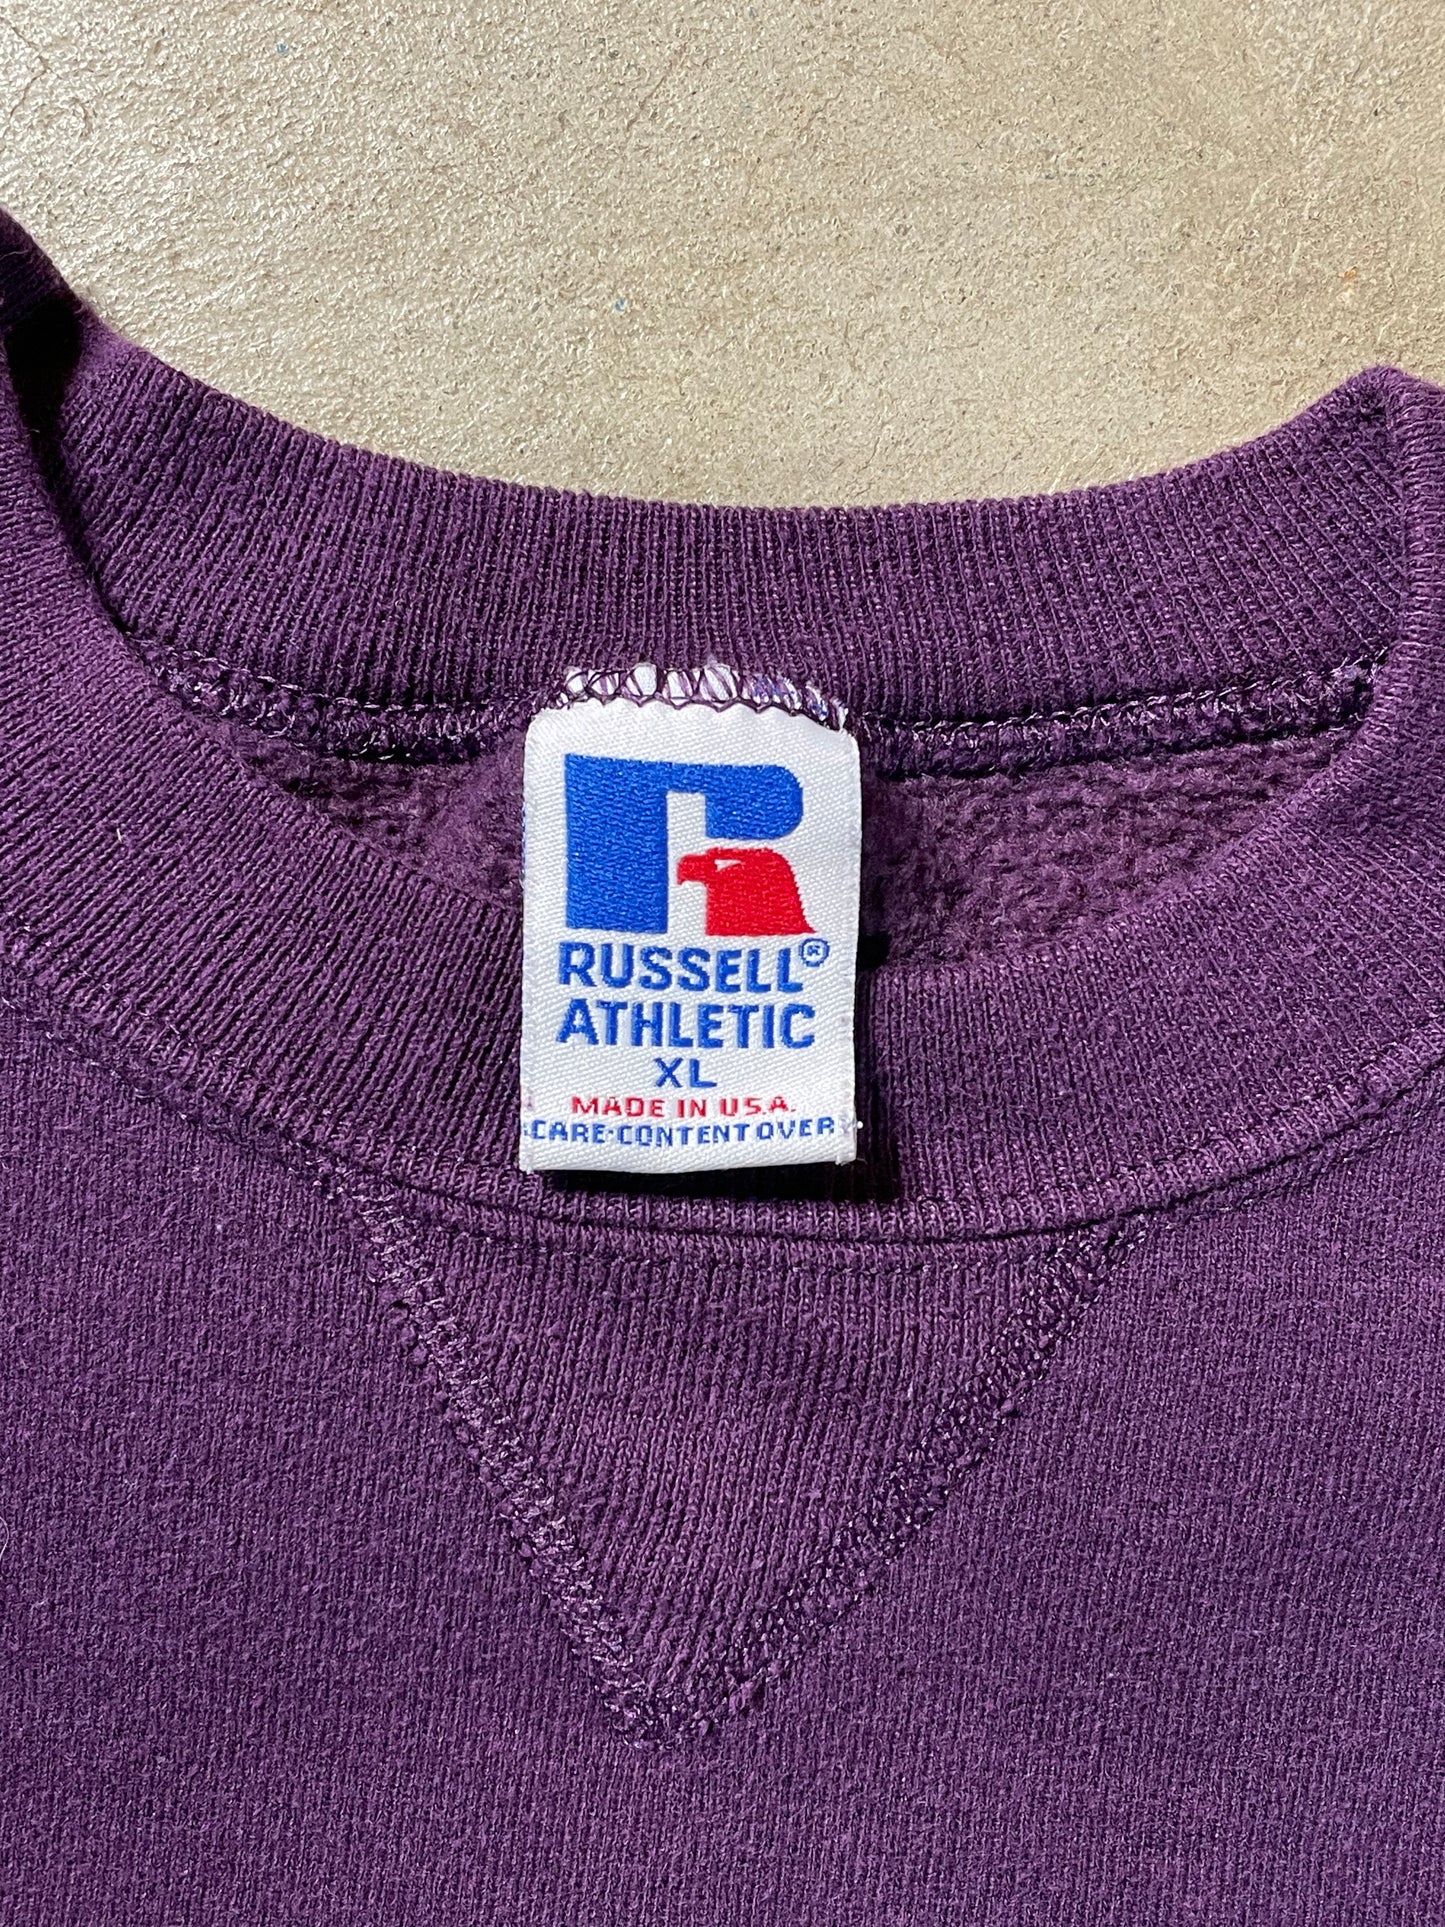 R
RUSSELL®
ATHLETIC
XL
MADE IN U.S.A.
CARE·CONTENT OVER